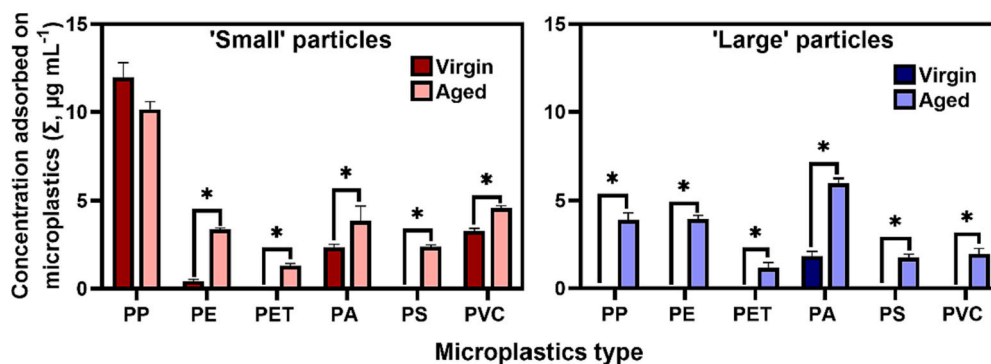 Concentration adsorbed on
microplastics (Σ, µg mL⁻¹)
15
10
5
0
'Small' particles
Virgin
Aged
*
*
*
*
*
PP PE PET PA PS PVC
15
10
5
0
'Large' particles
Virgin
Aged
*
*
*
*
*
*
PP PE PET PA PS PVC
Microplastics type